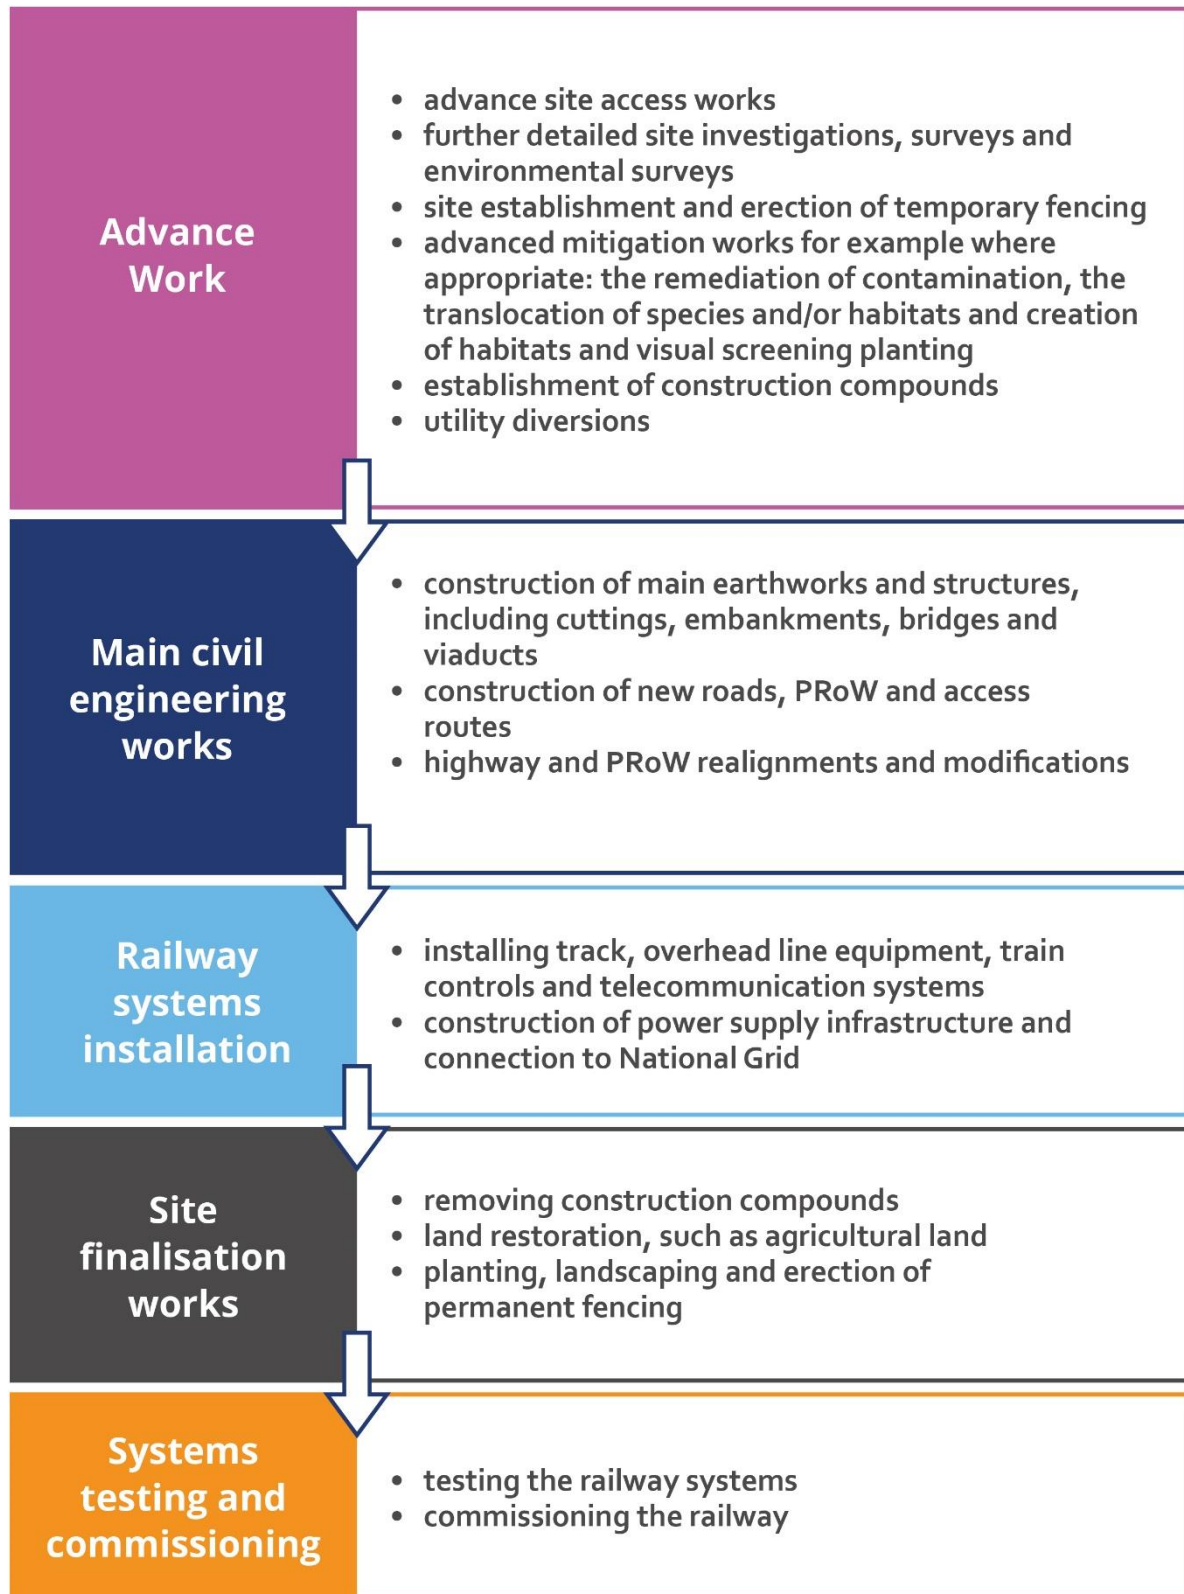 Advance
Work
• advance site access works
• further detailed site investigations, surveys and
environmental surveys
• site establishment and erection of temporary fencing
• advanced mitigation works for example where
appropriate: the remediation of contamination, the
translocation of species and/or habitats and creation
of habitats and visual screening planting
• establishment of construction compounds
• utility diversions
Main civil
engineering
works
• construction of main earthworks and structures,
including cuttings, embankments, bridges and
viaducts
• construction of new roads, PRoW and access
routes
• highway and PRoW realignments and modifications
Railway
systems
installation
• installing track, overhead line equipment, train
controls and telecommunication systems
• construction of power supply infrastructure and
connection to National Grid
Site
finalisation
works
• removing construction compounds
• land restoration, such as agricultural land
• planting, landscaping and erection of
permanent fencing
Systems
testing and
commissioning
• testing the railway systems
• commissioning the railway